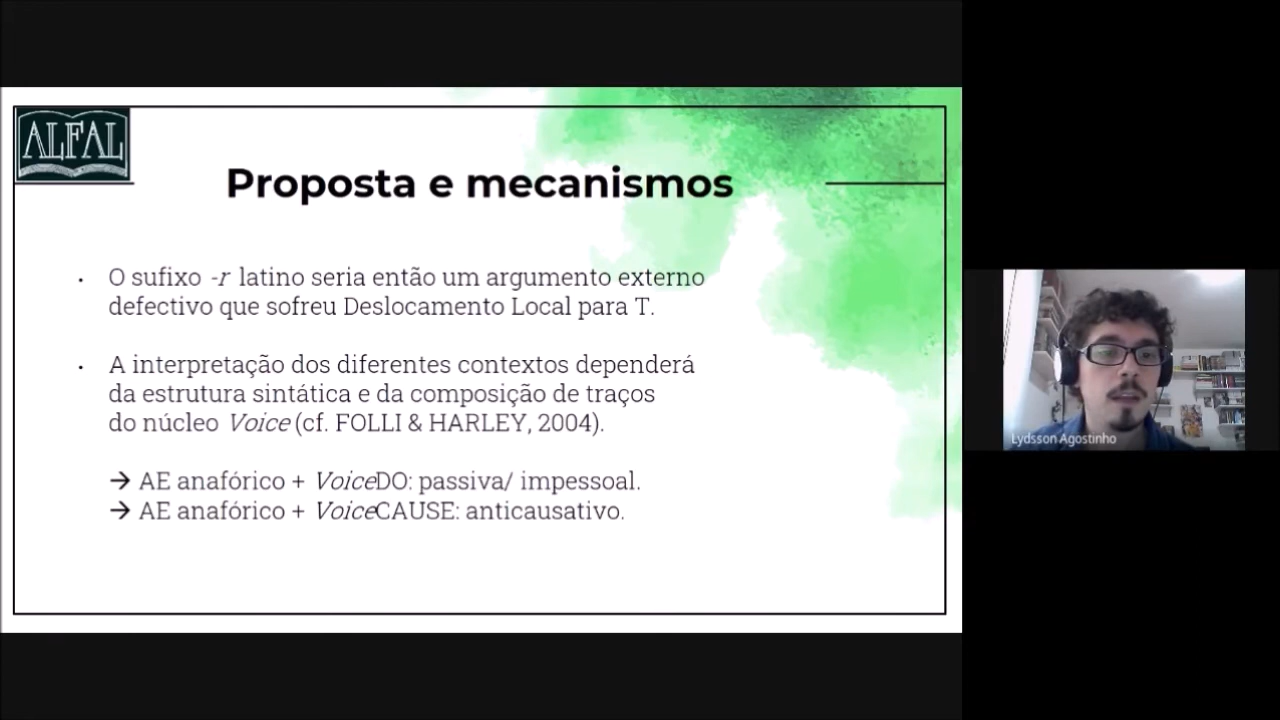 ALFAL
Proposta e mecanismos
• O sufixo -r latino seria então um argumento externo
defectivo que sofreu Deslocamento Local para T.
• A interpretação dos diferentes contextos dependerá
da estrutura sintática e da composição de traços
do núcleo Voice (cf. FOLLI & HARLEY, 2004).
→ AE anafórico + VoiceDO: passiva/ impessoal.
→ AE anafórico + VoiceCAUSE: anticausativo.
Lydsson Agostinho